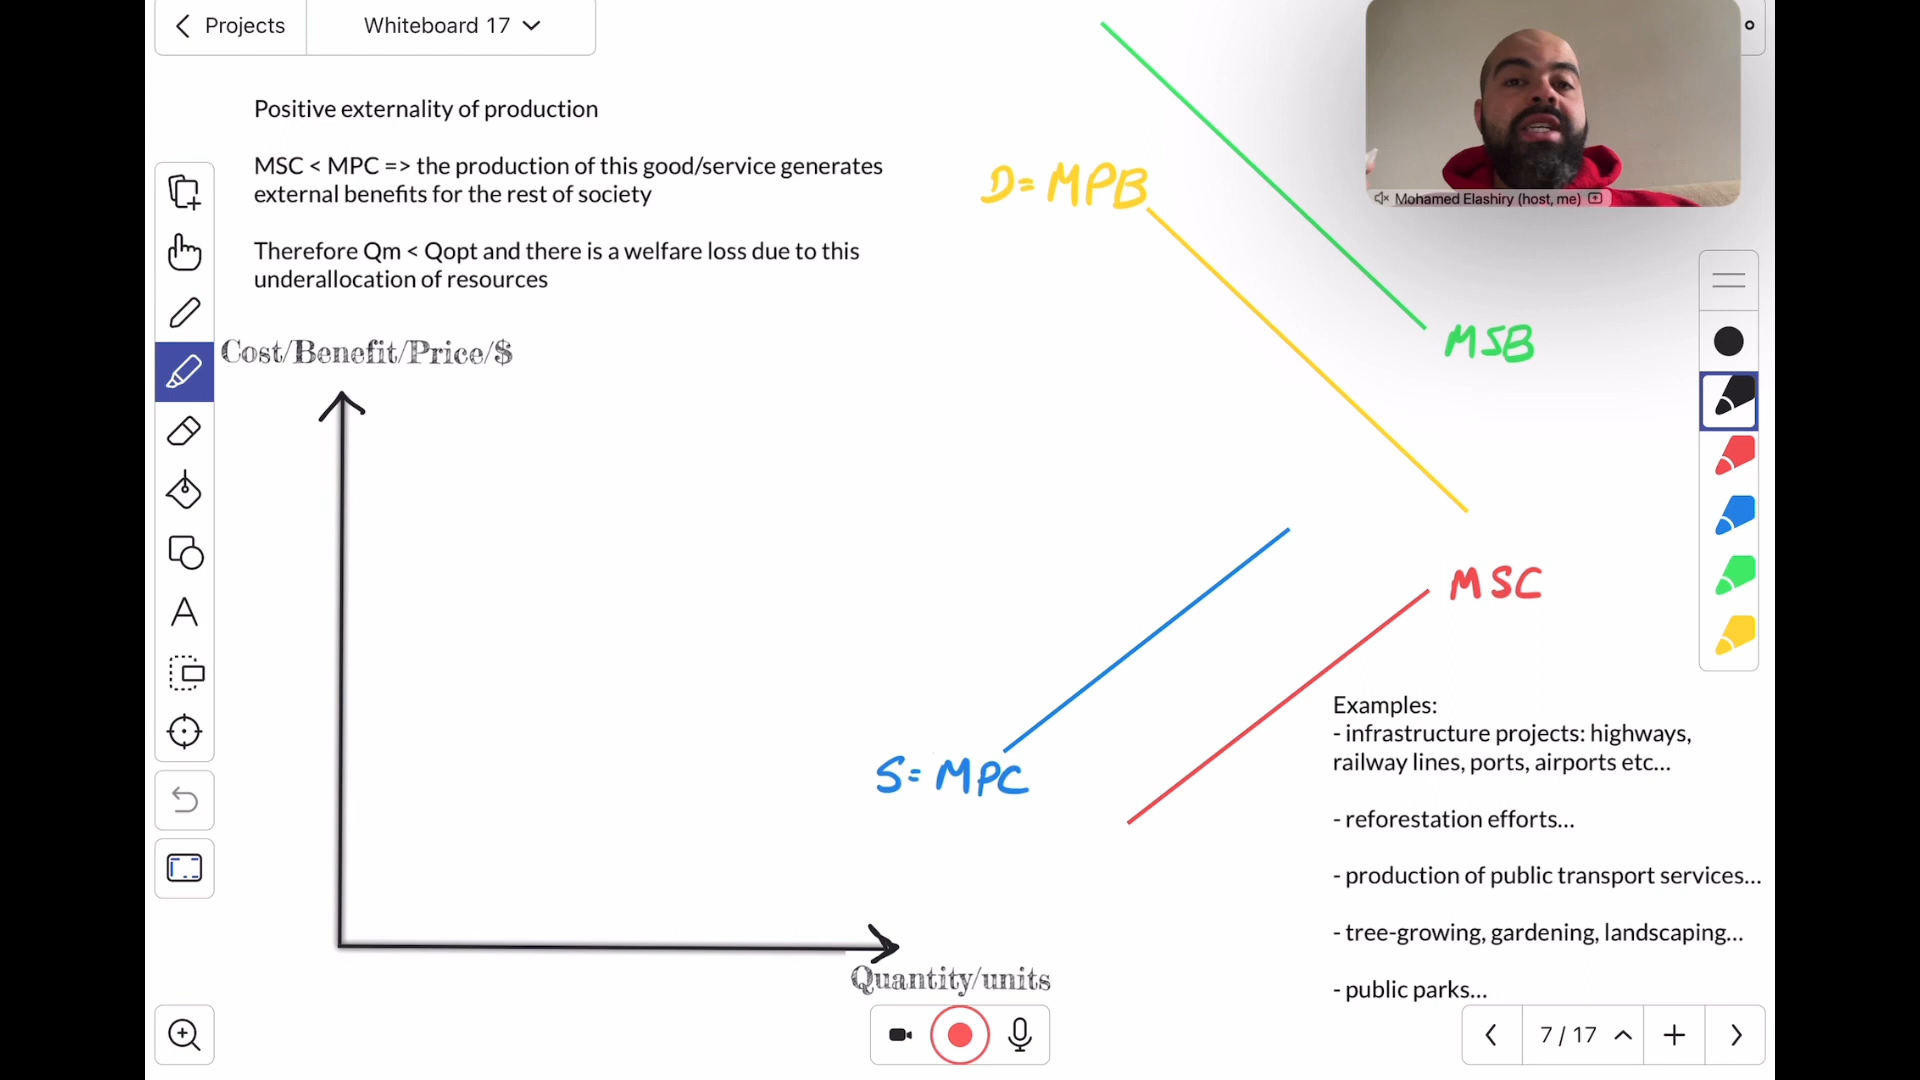 Projects
Whiteboard 17
Positive externality of production
MSC < MPC => the production of this good/service generates
external benefits for the rest of society
Therefore Qm < Qopt and there is a welfare loss due to this
underallocation of resources
Cost/Benefit/Price/$
D= MPB
MSB
Mohamed Elashiry (host, me)
S= MPC
MSC
Quantity/units
Examples:
- infrastructure projects: highways,
railway lines, ports, airports etc...
- reforestation efforts...
- production of public transport services...
- tree-growing, gardening, landscaping...
- public parks...
7 / 17